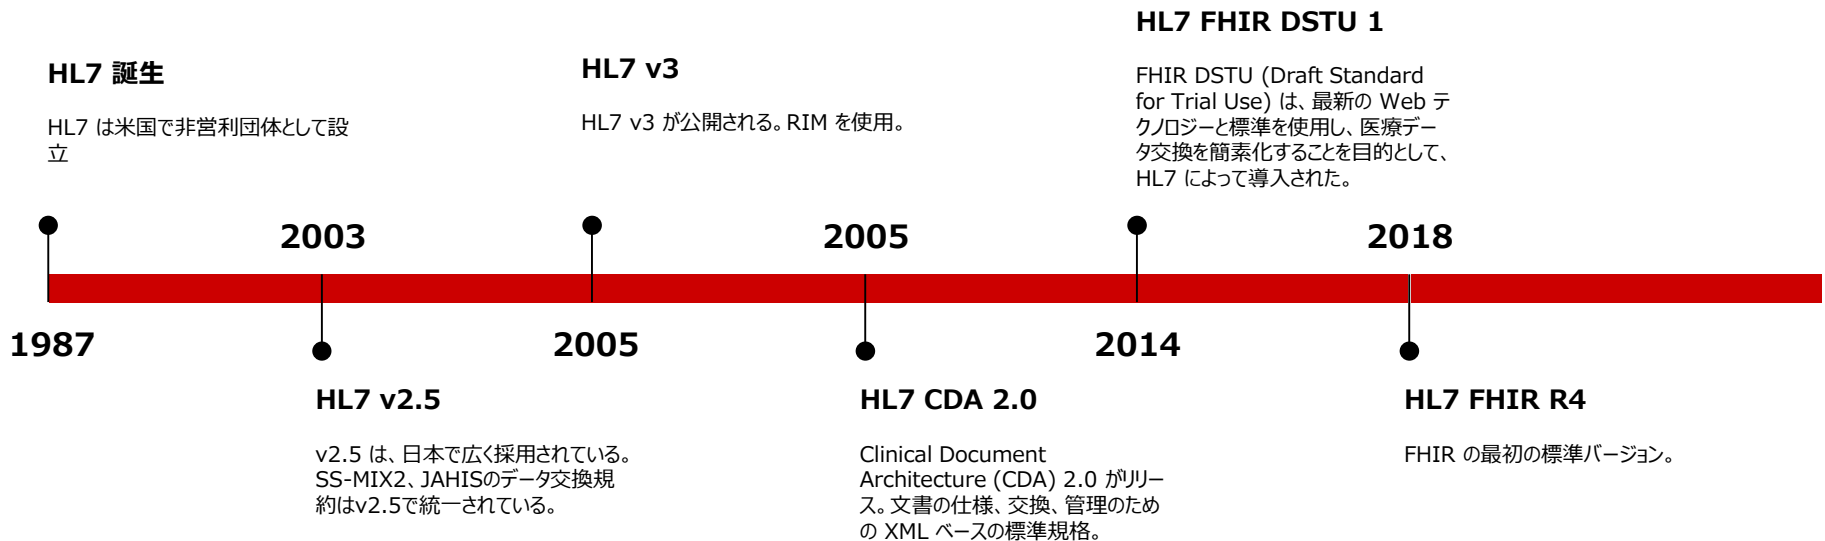 HL7 誕生
HL7 は米国で非営利団体として設
立
1987
2003
HL7 v2.5
v2.5 は、日本で広く採用されている。
SS-MIX2、JAHISのデータ交換規
約はv2.5で統一されている。
HL7 v3
HL7 v3 が公開される。RIM を使用。
2005
2005
HL7 CDA 2.0
Clinical Document
Architecture (CDA) 2.0 がリリー
ス。文書の仕様、交換、管理のため
の XML ベースの標準規格。
HL7 FHIR DSTU 1
FHIR DSTU (Draft Standard
for Trial Use) は、最新の Web テ
クノロジーと標準を使用し、医療デー
タ交換を簡素化することを目的として、
HL7 によって導入された。
2014
2018
HL7 FHIR R4
FHIR の最初の標準バージョン。